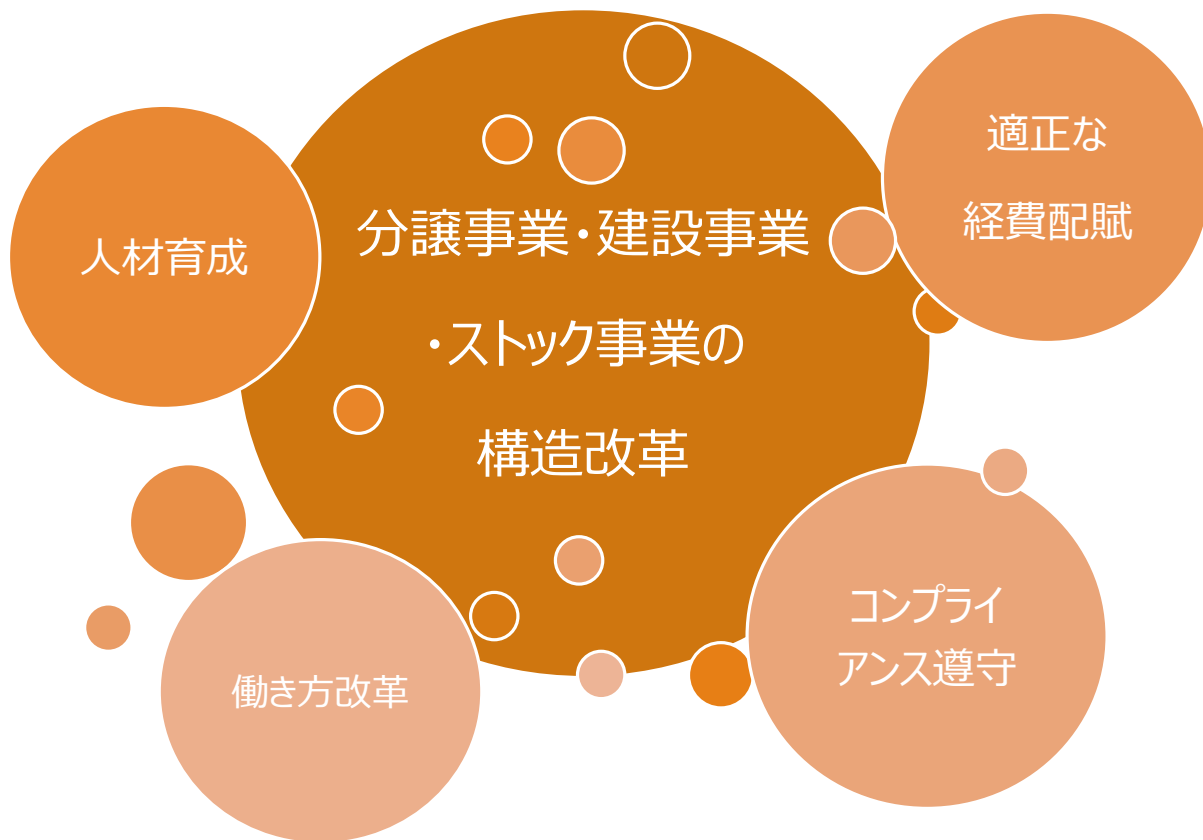 人材育成
分譲事業・建設事業
・ストック事業の
構造改革
適正な
経費配賦
働き方改革
コンプライ
アンス遵守